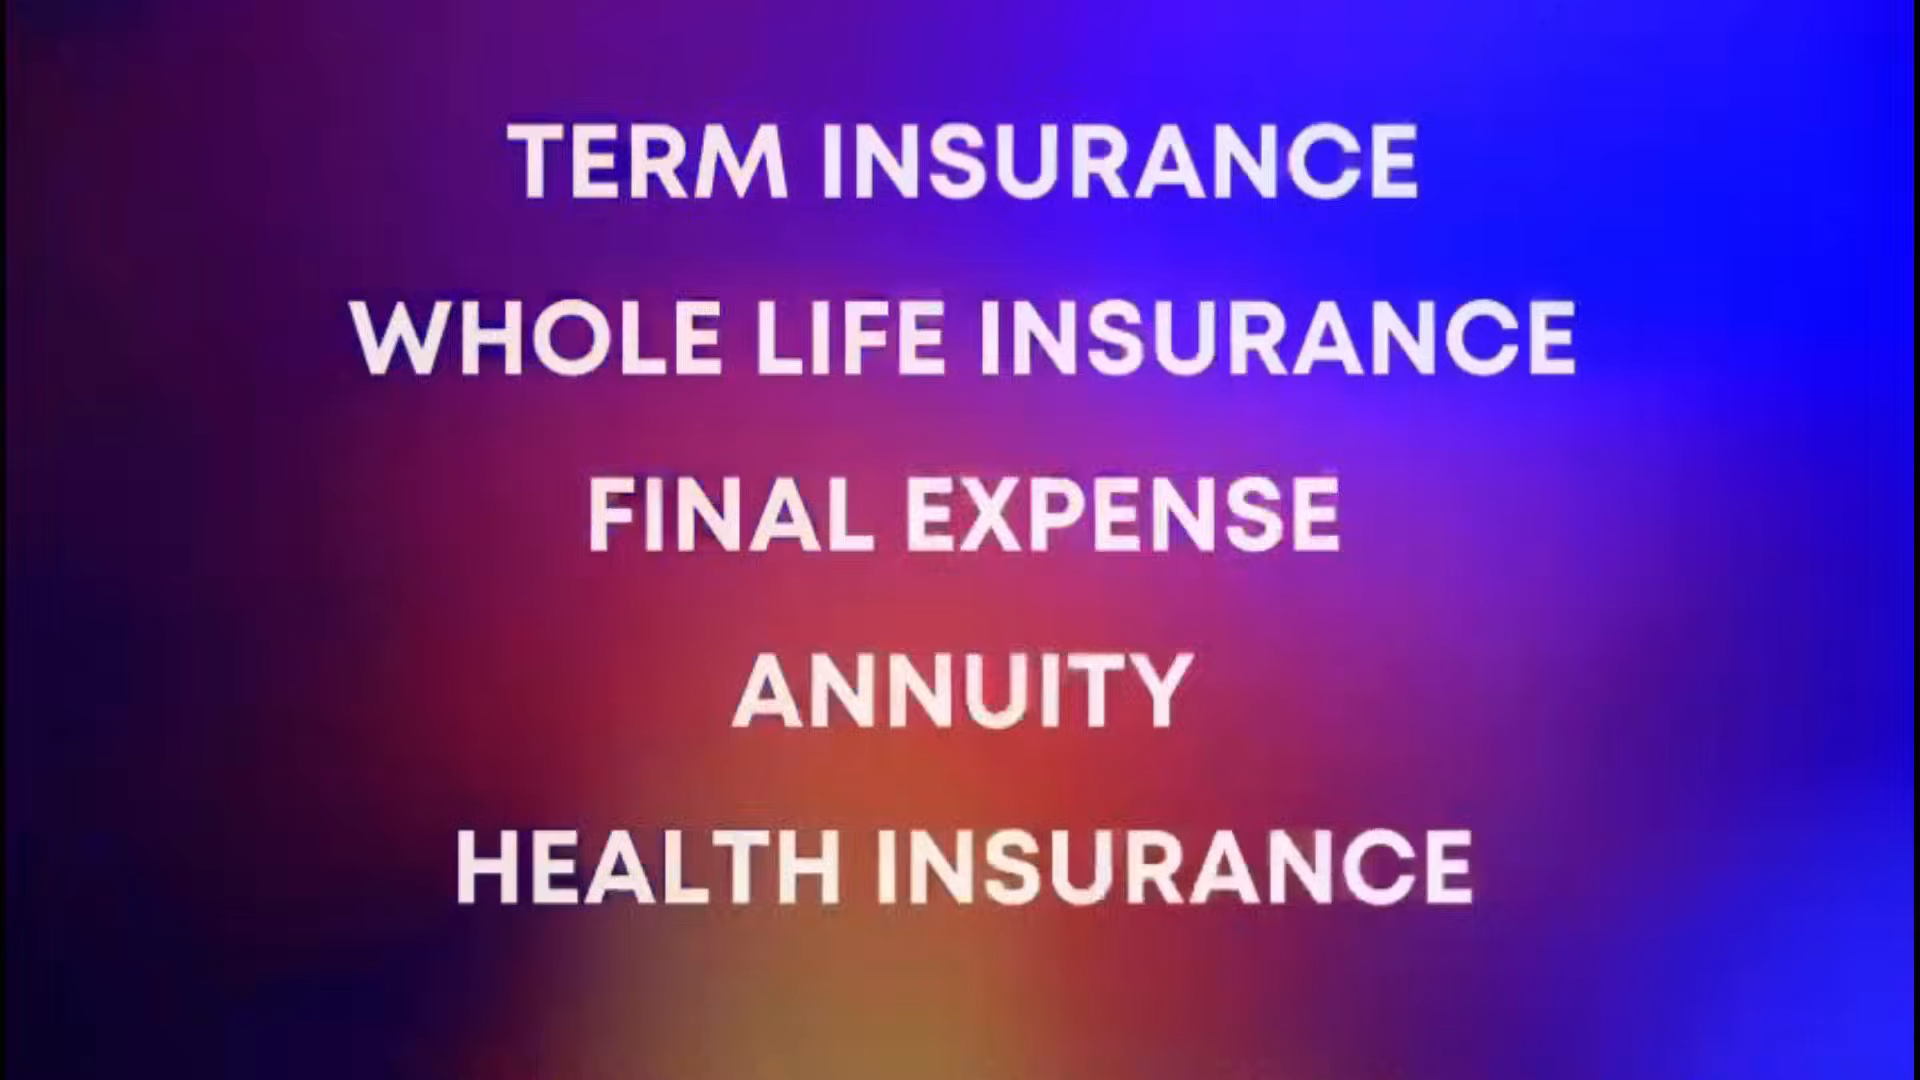 TERM INSURANCE
WHOLE LIFE INSURANCE
FINAL EXPENSE
ANNUITY
HEALTH INSURANCE